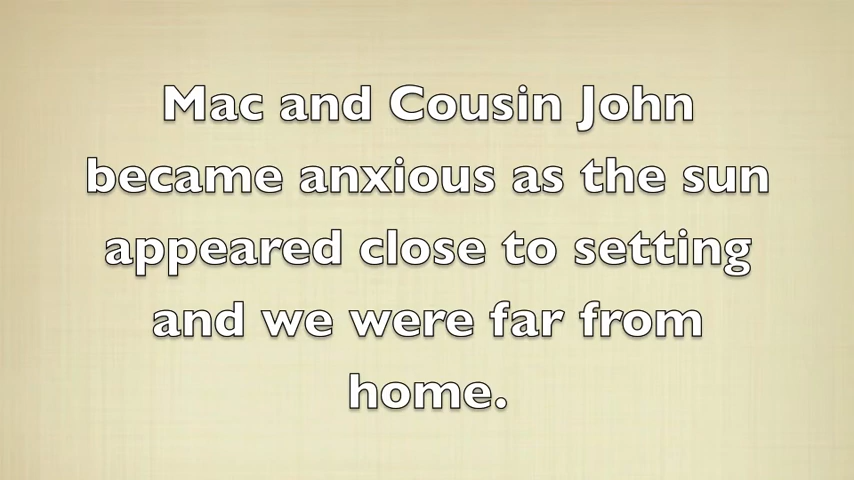 Mac and Cousin John
became anxious as the sun
appeared close to setting
and we were far from
home.